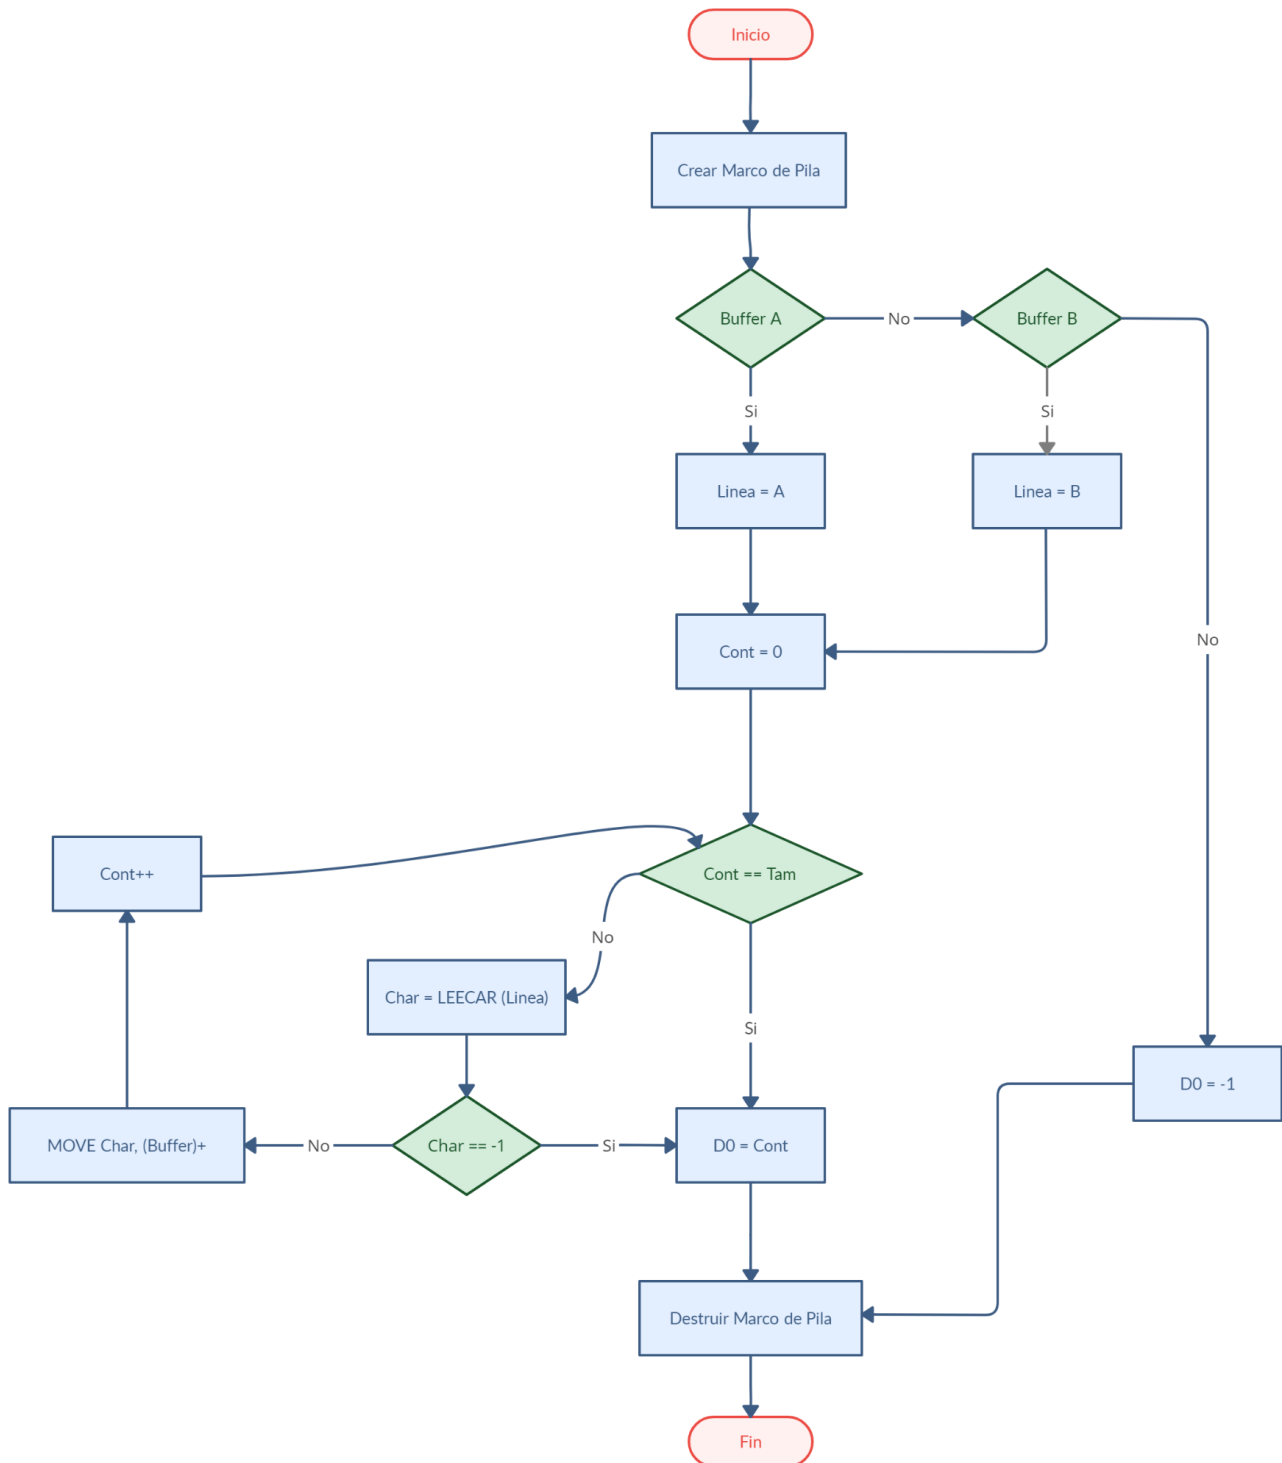 Inicio
Crear Marco de Pila
Buffer A
No
Buffer B
Si
Si
Linea = A
Linea = B
No
Cont = 0
Cont++
Cont == Tam
No
Char = LEECAR (Linea)
Si
D0 = -1
MOVE Char, (Buffer)+
No
Char == -1
Si
D0 = Cont
Destruir Marco de Pila
Fin